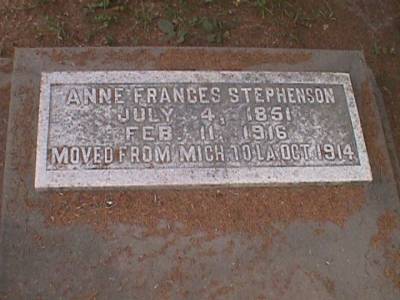 ANNE FRANCES STEPHENSON
JULY 4, 1851
FEB 11, 1916
MOVED FROM MICH TO LA OCT 1914